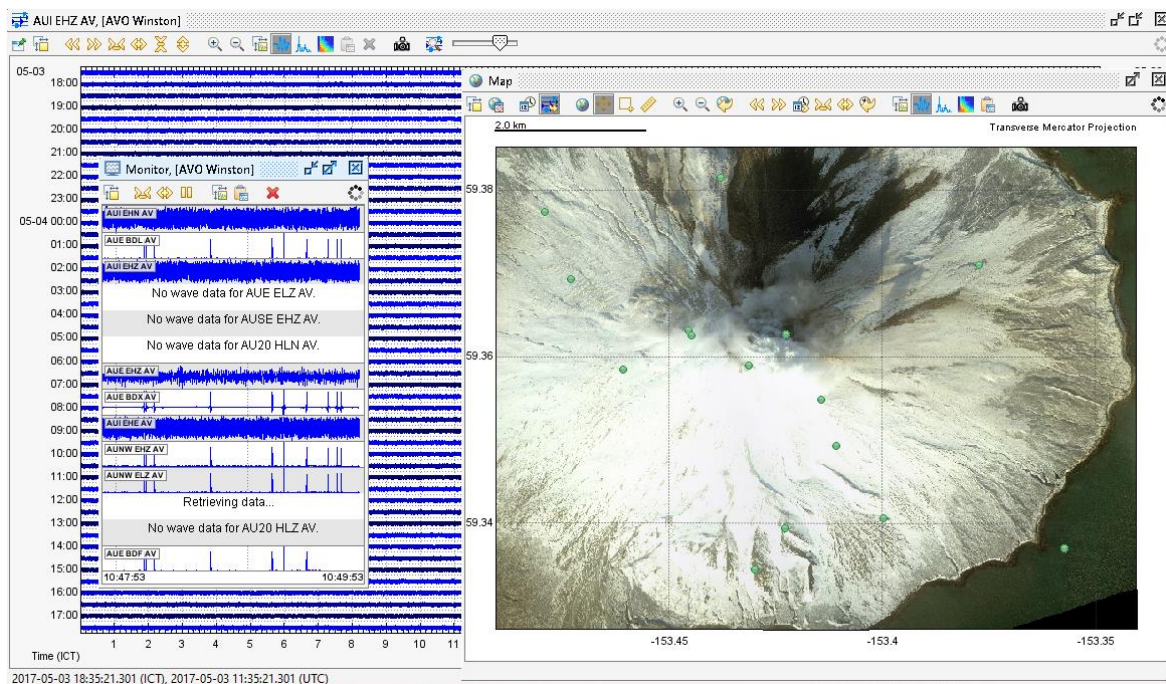 AUI EHZ AV, [AVO Winston]
05-03
18:00
19:00
20:00
21:00
22:00
23:00
05-04 00:00
01:00
02:00
03:00
04:00
05:00
06:00
07:00
08:00
09:00
10:00
11:00
12:00
13:00
14:00
15:00
16:00
17:00
1 2 3 4 5 6 7 8 9 10 11
Time (ICT)
2017-05-03 18:35:21.301 (ICT), 2017-05-03 11:35:21.301 (UTC)
Monitor, [AVO Winston]
AUI EHN AV
AUE BDL AV
AUI EHZ AV
No wave data for AUE ELZ AV.
No wave data for AUSE EHZ AV.
No wave data for AU20 HLN AV.
AUE EHZ AV
AUE BDX AV
AUI EHE AV
AUNW EHZ AV
AUNW ELZ AV
Retrieving data...
No wave data for AU20 HLZ AV.
AUE BDF AV
10:47:53 10:49:53
Map
2.0 km Transverse Mercator Projection
59.38
59.36
59.34
-153.45 -153.4 -153.35